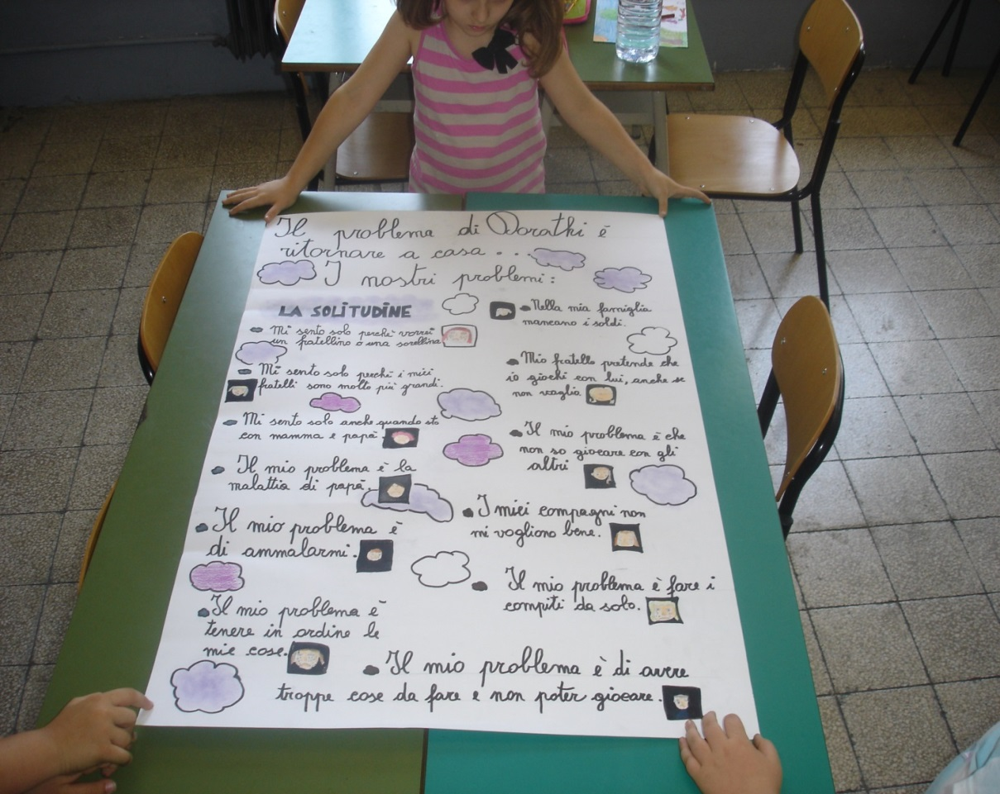 Il problema di Dorathi è
ritornare a casa...
I nostri problemi:
LA SOLITUDINE
Mi sento solo perché vorrei
un fratellino o una sorellina
Mi sento solo perché i miei
fratelli sono molto piu' grandi.
Mi sento solo anche quando sto
con mamma e papà.
Il mio problema è la
malattia di papà.
Il mio problema è
di ammalarmi.
Il mio problema è
tenere in ordine le
mie cose.
Nella mia famiglia
mancano i soldi.
Mio fratello pretende che
io giochi con lui, anche se
non voglio.
Il mio problema è che
non so giocare con gli
altri
I miei compagni non
mi vogliono bene.
Il mio problema è fare i
compiti da solo.
Il mio problema è di avere
troppe cose da fare e non poter giocare.